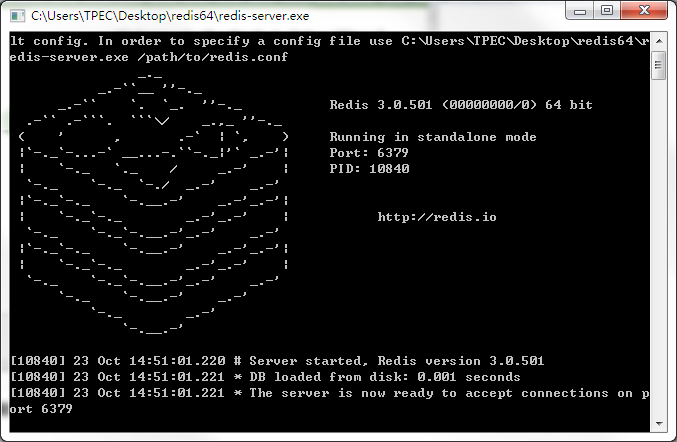 C:\Users\TPEC\Desktop\redis64\redis-server.exe
lt config. In order to specify a config file use C:\Users\TPEC\Desktop\redis64\r
edis-server.exe /path/to/redis.conf
Redis 3.0.501 (00000000/0) 64 bit
Running in standalone mode
Port: 6379
PID: 10840
http://redis.io
[10840] 23 Oct 14:51:01.220 # Server started, Redis version 3.0.501
[10840] 23 Oct 14:51:01.221 * DB loaded from disk: 0.001 seconds
[10840] 23 Oct 14:51:01.221 * The server is now ready to accept connections on p
ort 6379